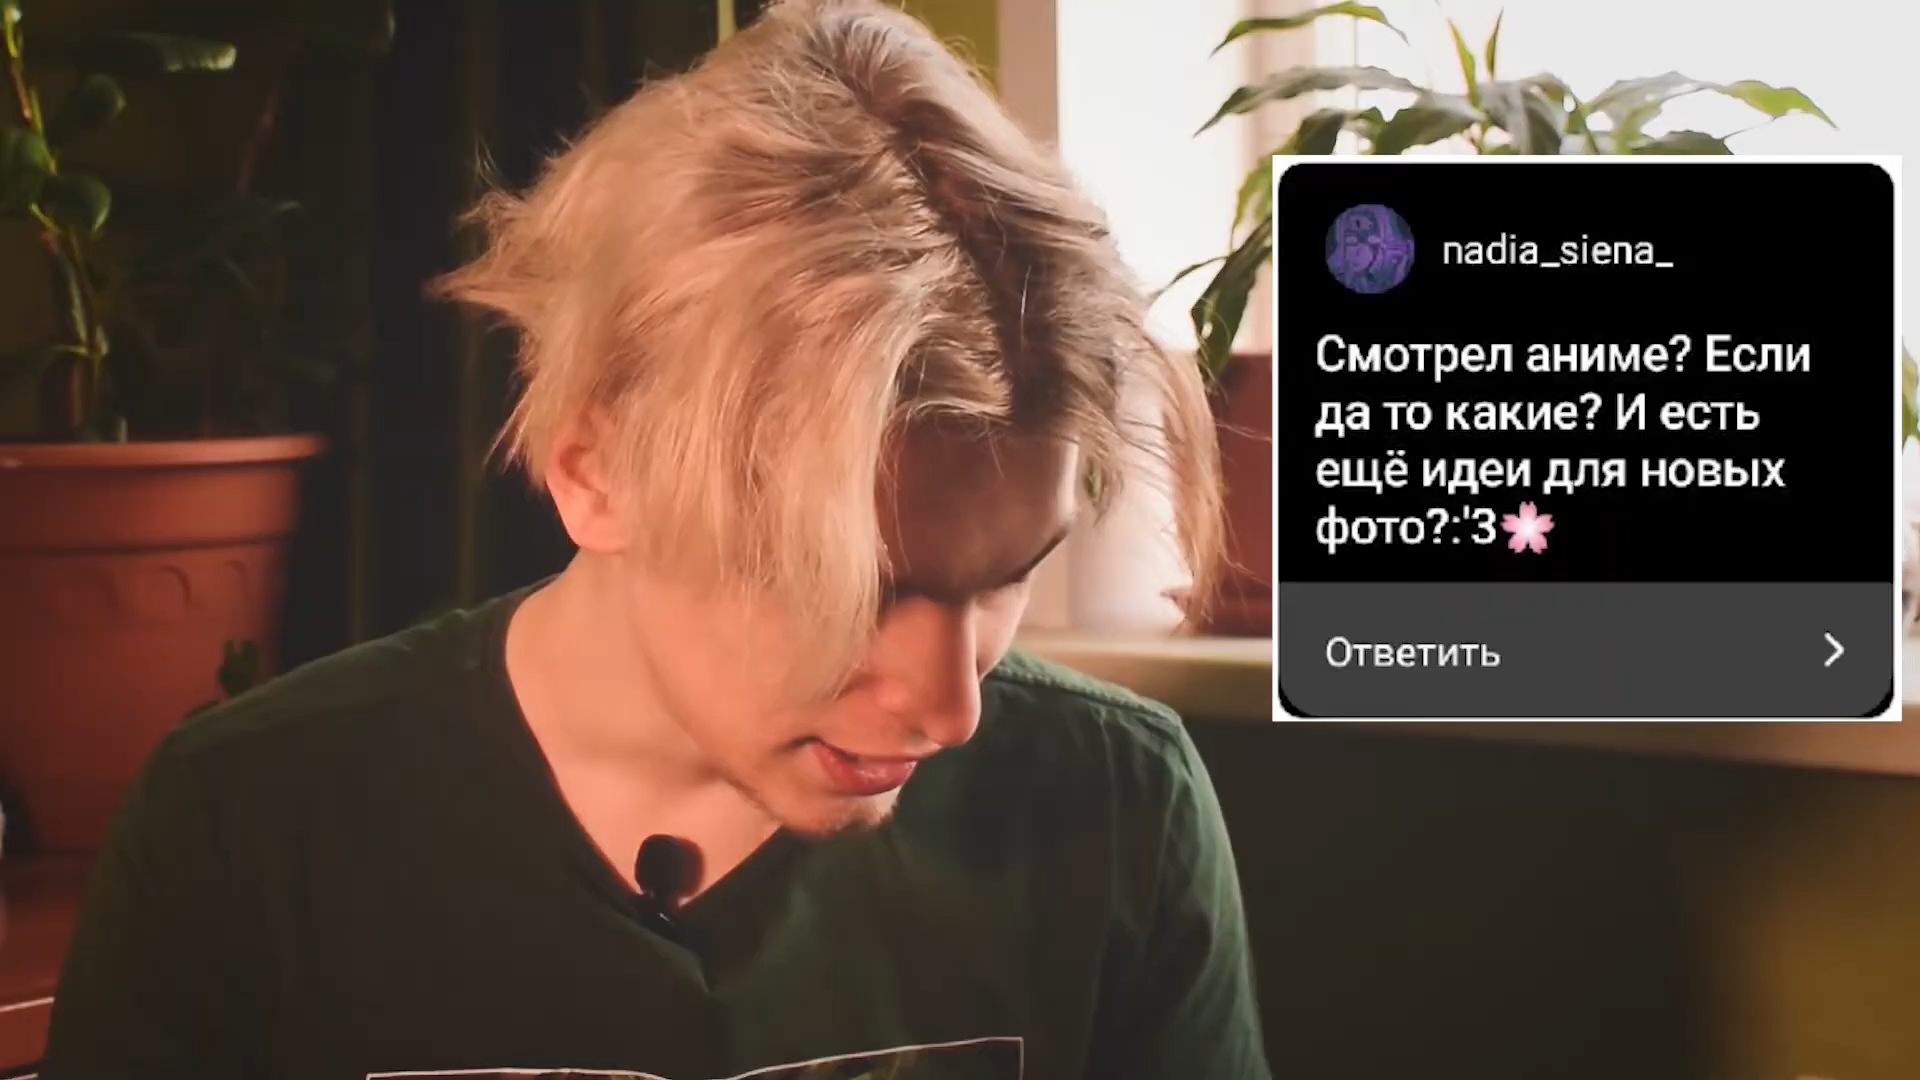 nadia_siena_
Смотрел аниме? Если
да то какие? И есть
ещё идеи для новых
фото?:'3🌸
Ответить